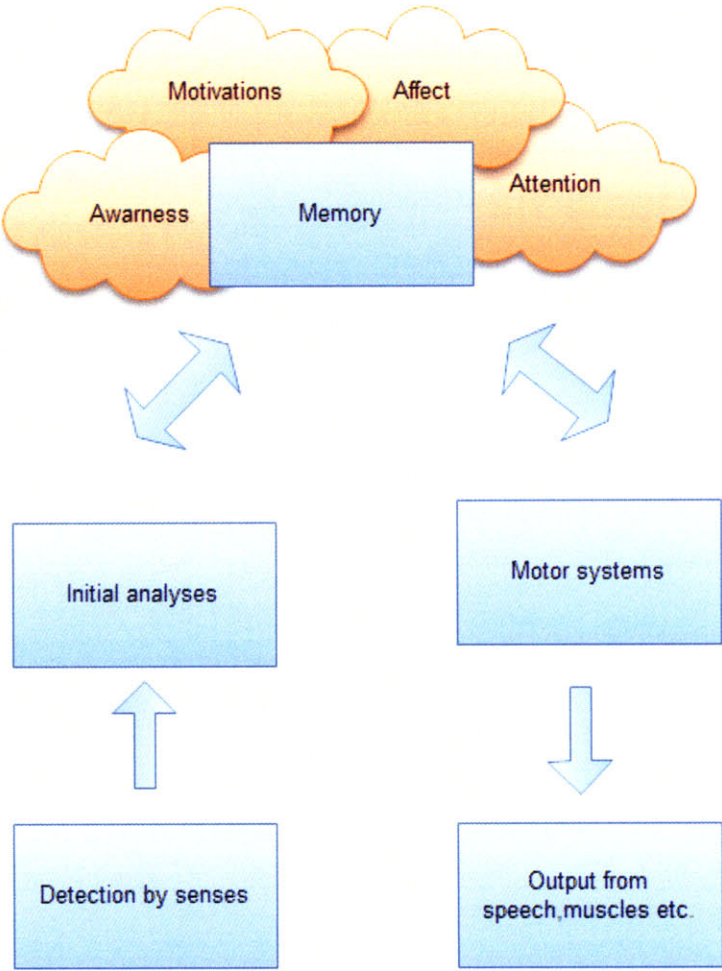 Motivations
Affect
Awarness
Memory
Attention
Initial analyses
Motor systems
Detection by senses
Output from
speech,muscles etc.